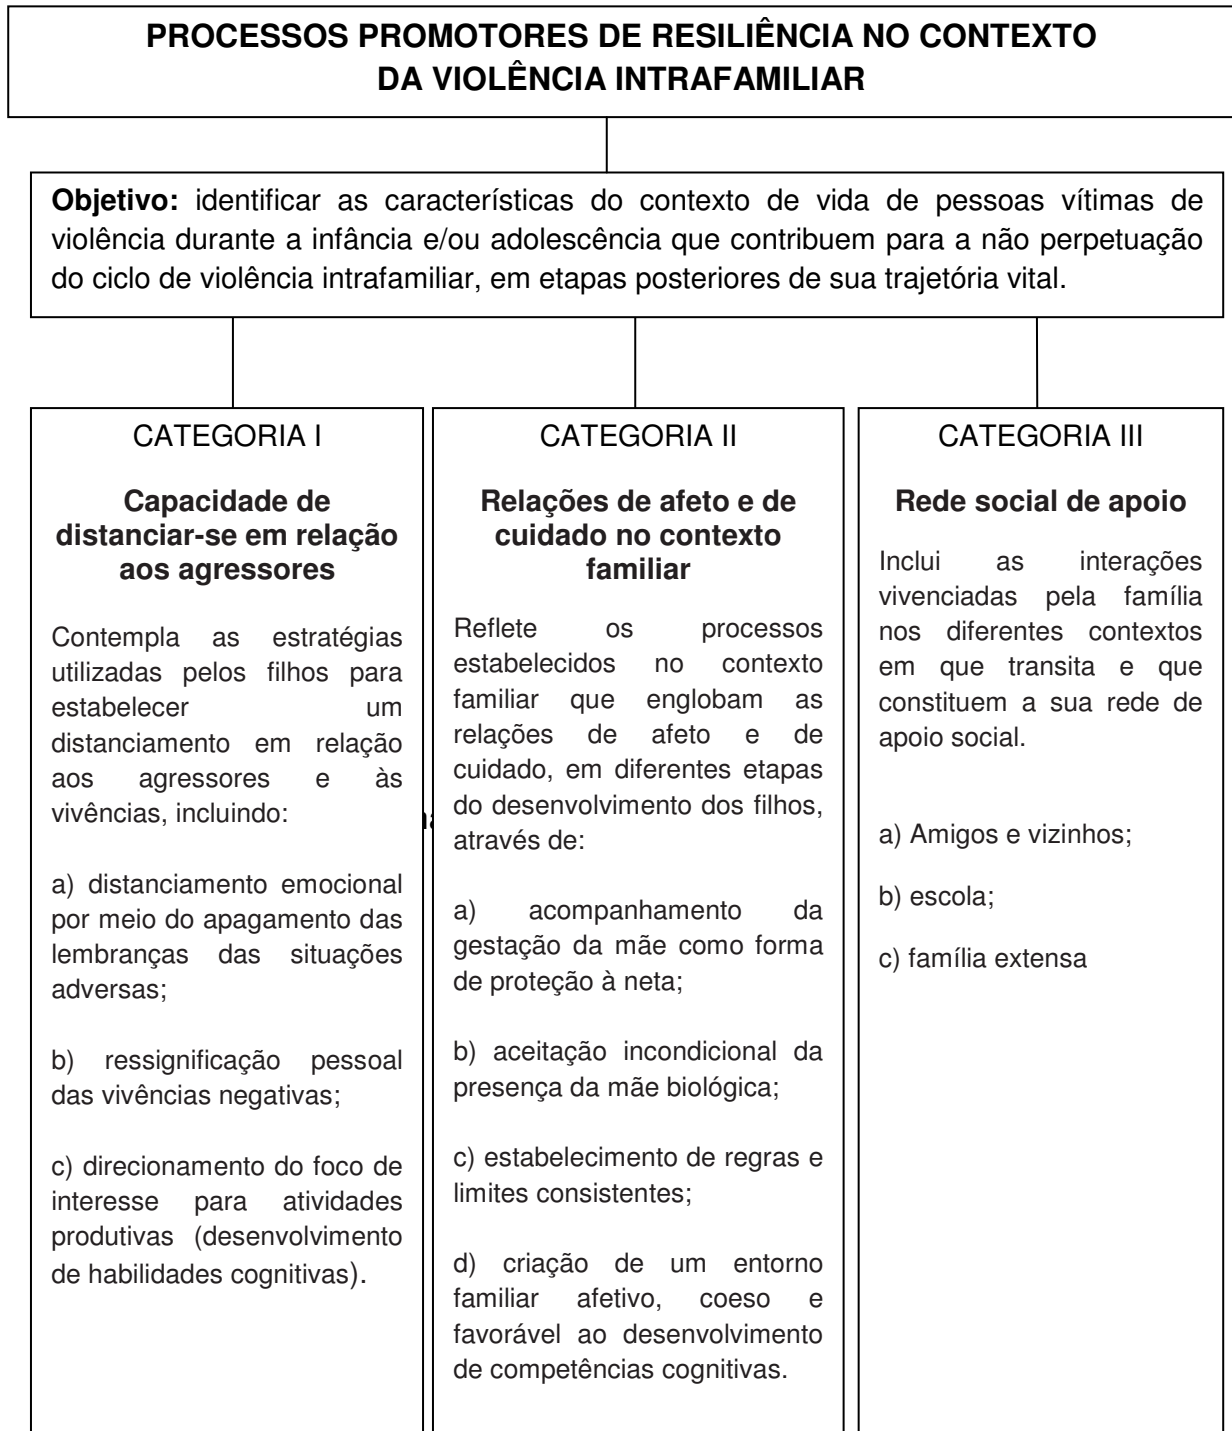 PROCESSOS PROMOTORES DE RESILIÊNCIA NO CONTEXTO
DA VIOLÊNCIA INTRAFAMILIAR
Objetivo: identificar as características do contexto de vida de pessoas vítimas de
violência durante a infância e/ou adolescência que contribuem para a não perpetuação
do ciclo de violência intrafamiliar, em etapas posteriores de sua trajetória vital.
CATEGORIA I
Capacidade de
distanciar-se em relação
aos agressores
Contempla as estratégias
utilizadas pelos filhos para
estabelecer um
distanciamento em relação
aos agressores e às
vivências, incluindo:
a) distanciamento emocional
por meio do apagamento das
lembranças das situações
adversas;
b) ressignificação pessoal
das vivências negativas;
c) direcionamento do foco de
interesse para atividades
produtivas (desenvolvimento
de habilidades cognitivas).
CATEGORIA II
Relações de afeto e de
cuidado no contexto
familiar
Reflete os processos
estabelecidos no contexto
familiar que englobam as
relações de afeto e de
cuidado, em diferentes etapas
do desenvolvimento dos filhos,
através de:
a) acompanhamento da
gestação da mãe como forma
de proteção à neta;
b) aceitação incondicional da
presença da mãe biológica;
c) estabelecimento de regras e
limites consistentes;
d) criação de um entorno
familiar afetivo, coeso e
favorável ao desenvolvimento
de competências cognitivas.
CATEGORIA III
Rede social de apoio
Inclui as interações
vivenciadas pela família
nos diferentes contextos
em que transita e que
constituem a sua rede de
apoio social.
a) Amigos e vizinhos;
b) escola;
c) família extensa